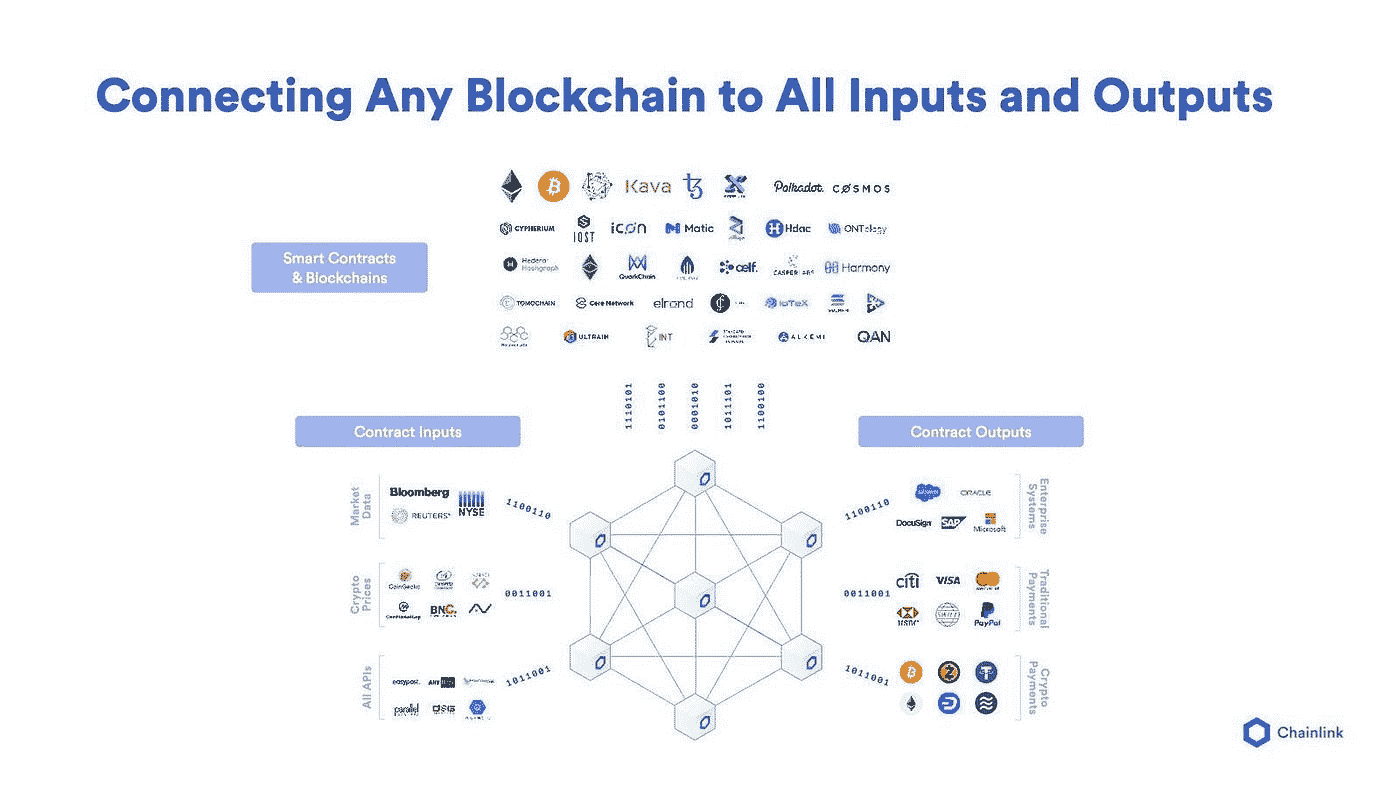 Connecting Any Blockchain to All Inputs and Outputs
Kava
Polkadot.
COSMOS
CYPHERIUM
IOST
icon
Matic
Hdac
ONTology
Hedera
Hashgraph
QuarkChain
aelf.
CASPERLABS
Harmony
TOMOCHAIN
Cere Network
elrond
IoTeX
ULTRAIN
INT
ALKEMI
QAN
Smart Contracts
& Blockchains
1110101
0101100
0001010
1011101
1100100
Contract Inputs
Market
Data
Bloomberg
REUTERS
NYSE
1100110
Crypto
Prices
CoinGecko
CoinMarketCap
BNC
0011001
All APIs
easypost
parallel
1011001
Contract Outputs
1100110
salesforce
ORACLE
DocuSign
SAP
Microsoft
Enterprise
Systems
0011001
citi
VISA
HSBC
PayPal
Traditional
Payments
1011001
Crypto
Payments
Chainlink